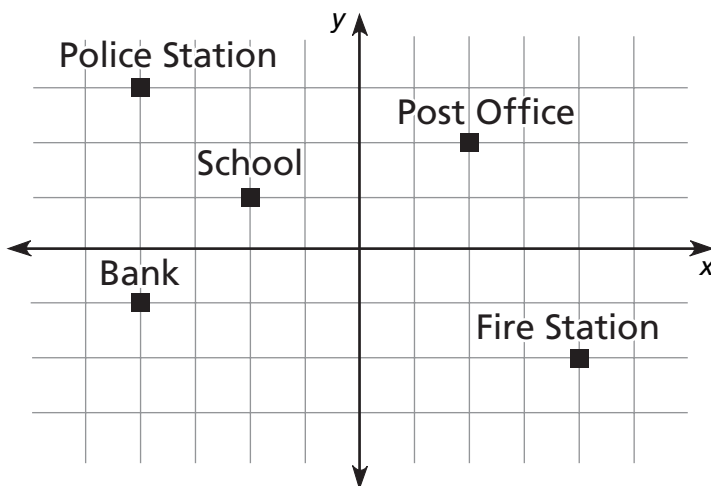 y
Police Station
Post Office
School
x
Bank
Fire Station